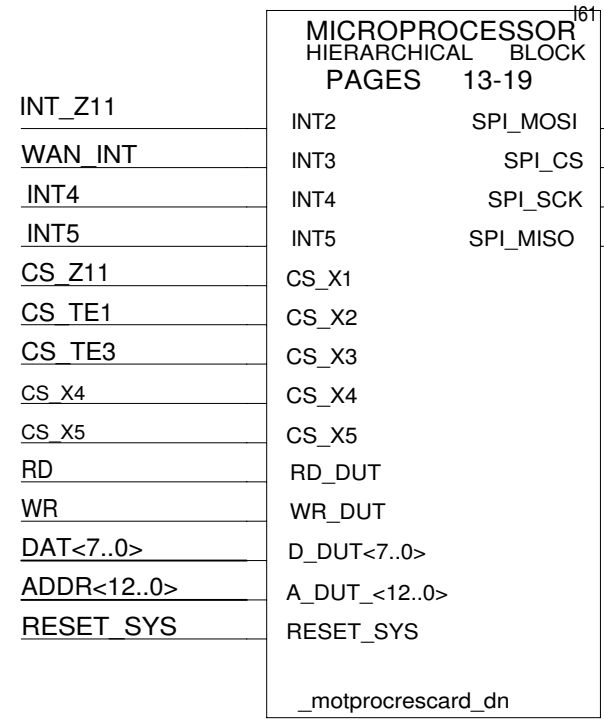 I61
MICROPROCESSOR
HIERARCHICAL BLOCK
PAGES 13-19
INT_Z11 INT2 SPI_MOSI
WAN_INT INT3 SPI_CS
INT4 INT4 SPI_SCK
INT5 INT5 SPI_MISO
CS_Z11 CS_X1
CS_TE1 CS_X2
CS_TE3 CS_X3
CS_X4 CS_X4
CS_X5 CS_X5
RD RD_DUT
WR WR_DUT
DAT<7..0> D_DUT<7..0>
ADDR<12..0> A_DUT_<12..0>
RESET_SYS RESET_SYS
_motprocrescard_dn